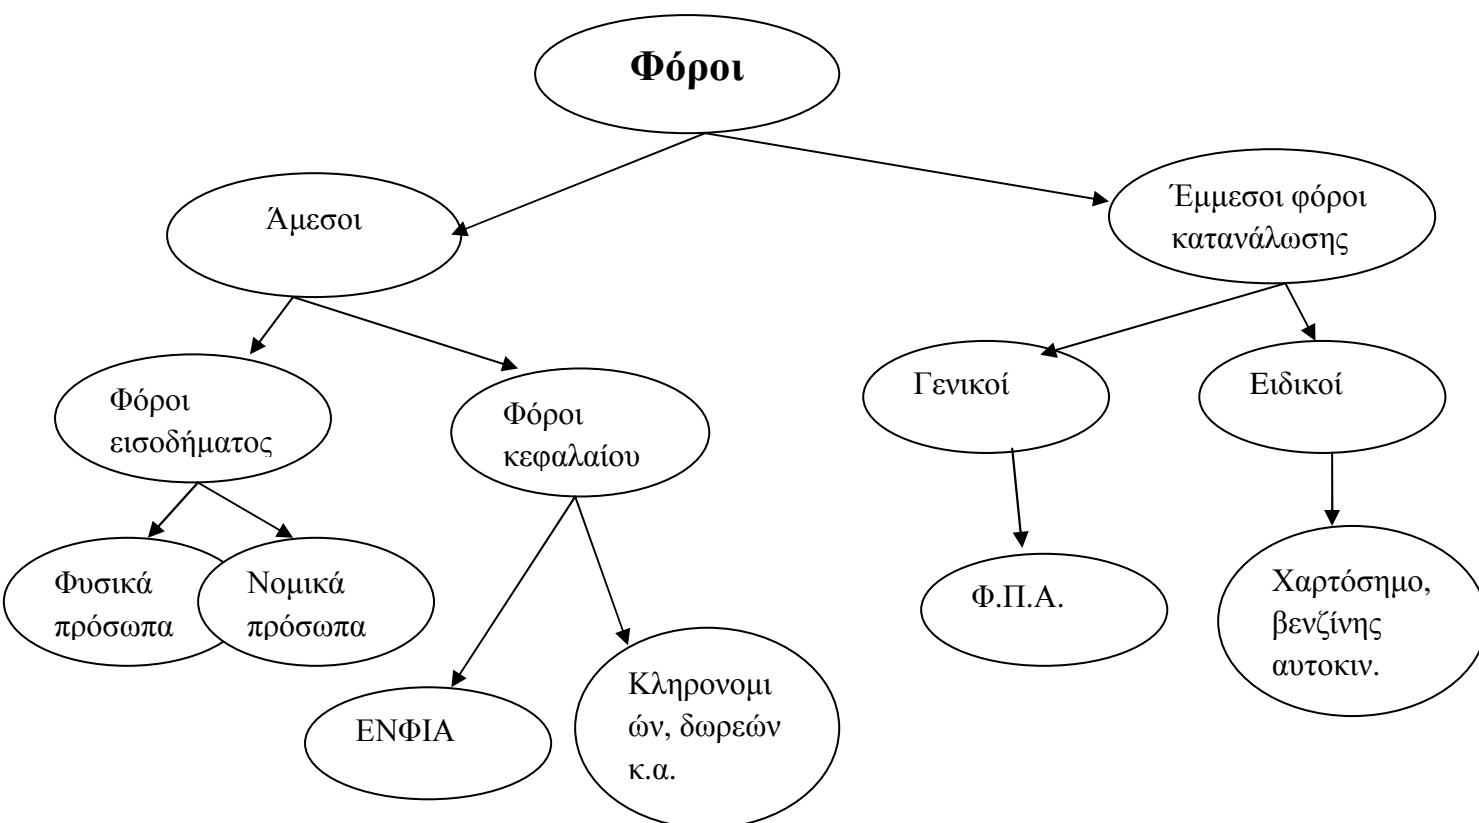 Φόροι
Άμεσοι
Έμμεσοι φόροι
κατανάλωσης
Φόροι
εισοδήματος
Φόροι
κεφαλαίου
Γενικοί
Ειδικοί
Φυσικά
πρόσωπα
Νομικά
πρόσωπα
ΕΝΦΙΑ
Κληρονομι
ών, δωρεών
κ.α.
Φ.Π.Α.
Χαρτόσημο,
βενζίνης
αυτοκιν.